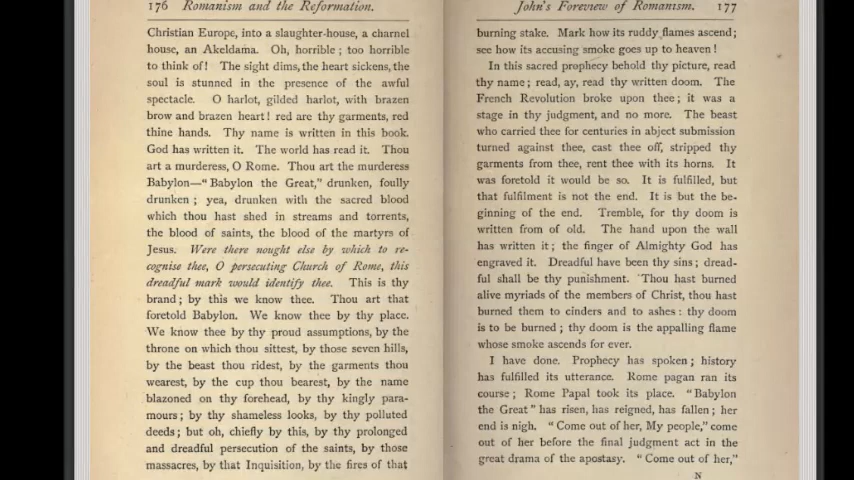 176 Romanism and the Reformation.
Christian Europe, into a slaughter-house, a charnel
house, an Akeldama. Oh, horrible; too horrible
to think of! The sight dims, the heart sickens, the
soul is stunned in the presence of the awful
spectacle. O harlot, gilded harlot, with brazen
brow and brazen heart! red are thy garments, red
thine hands. Thy name is written in this book.
God has written it. The world has read it. Thou
art a murderess, O Rome. Thou art the murderess
Babylon—"Babylon the Great," drunken, foully
drunken; yea, drunken with the sacred blood
which thou hast shed in streams and torrents,
the blood of saints, the blood of the martyrs of
Jesus. Were there nought else by which to re-
cognise thee, O persecuting Church of Rome, this
dreadful mark would identify thee. This is thy
brand; by this we know thee. Thou art that
foretold Babylon. We know thee by thy place.
We know thee by thy proud assumptions, by the
throne on which thou sittest, by those seven hills,
by the beast thou ridest, by the garments thou
wearest, by the cup thou bearest, by the name
blazoned on thy forehead, by thy kingly para-
mours; by thy shameless looks, by thy polluted
deeds; but oh, chiefly by this, by thy prolonged
and dreadful persecution of the saints, by those
massacres, by that Inquisition, by the fires of that
John's Foreview of Romanism. 177
burning stake. Mark how its ruddy flames ascend;
see how its accusing smoke goes up to heaven!
In this sacred prophecy behold thy picture, read
thy name; read, ay, read thy written doom. The
French Revolution broke upon thee; it was a
stage in thy judgment, and no more. The beast
who carried thee for centuries in abject submission
turned against thee, cast thee off, stripped thy
garments from thee, rent thee with its horns. It
was foretold it would be so. It is fulfilled, but
that fulfilment is not the end. It is but the be-
ginning of the end. Tremble, for thy doom is
written from of old. The hand upon the wall
has written it; the finger of Almighty God has
engraved it. Dreadful have been thy sins; dread-
ful shall be thy punishment. Thou hast burned
alive myriads of the members of Christ, thou hast
burned them to cinders and to ashes: thy doom
is to be burned; thy doom is the appalling flame
whose smoke ascends for ever.
I have done. Prophecy has spoken; history
has fulfilled its utterance. Rome pagan ran its
course; Rome Papal took its place. "Babylon
the Great" has risen, has reigned, has fallen; her
end is nigh. "Come out of her, My people," come
out of her before the final judgment act in the
great drama of the apostasy. "Come out of her,"
N